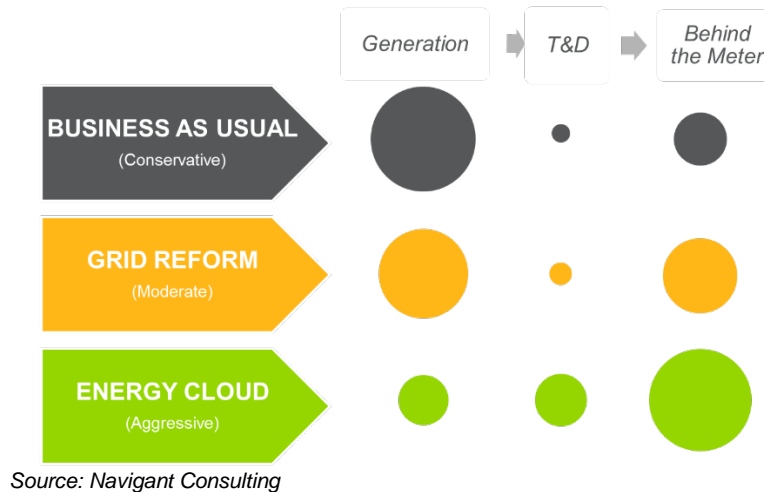 Generation
T&D
Behind
the Meter
BUSINESS AS USUAL
(Conservative)
GRID REFORM
(Moderate)
ENERGY CLOUD
(Aggressive)
Source: Navigant Consulting